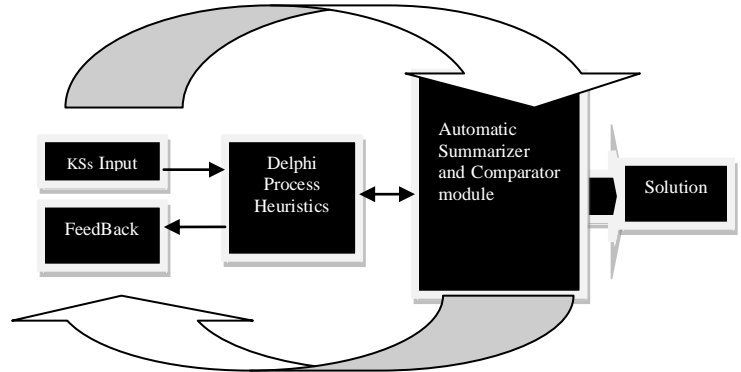 KSs Input
FeedBack
Delphi
Process
Heuristics
Automatic
Summarizer
and Comparator
module
Solution